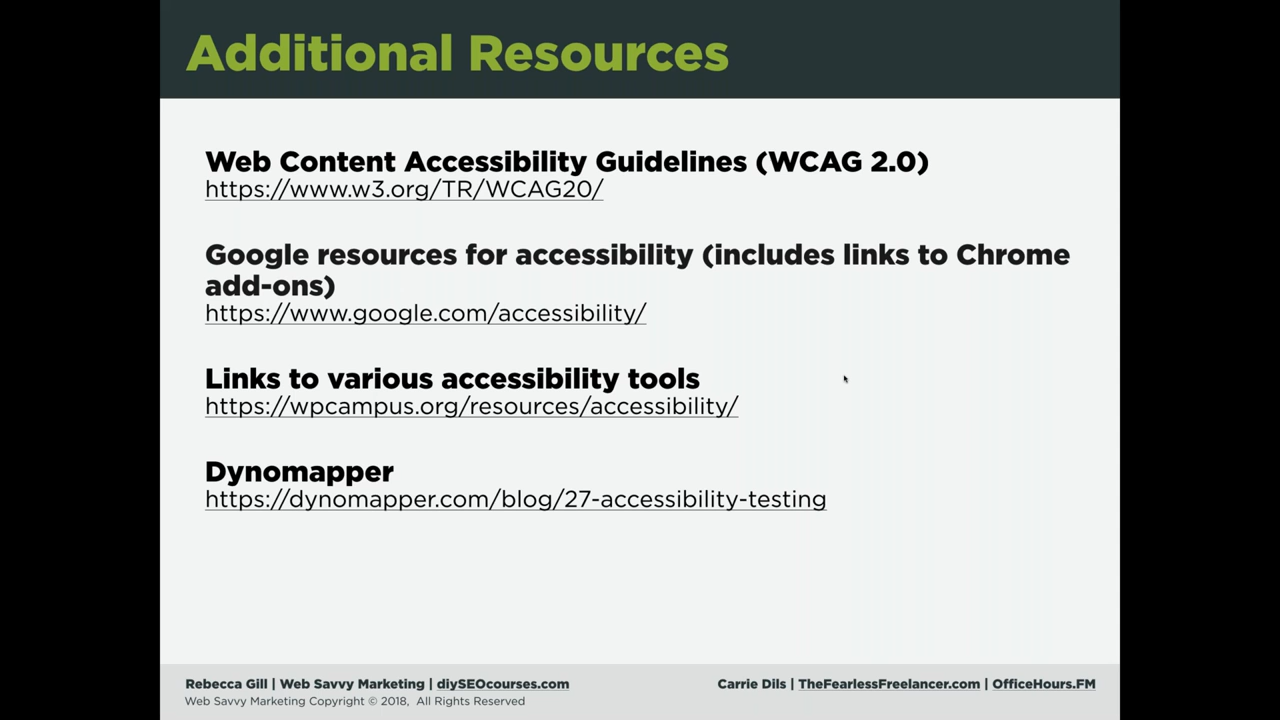 Additional Resources
Web Content Accessibility Guidelines (WCAG 2.0)
https://www.w3.org/TR/WCAG20/
Google resources for accessibility (includes links to Chrome
add-ons)
https://www.google.com/accessibility/
Links to various accessibility tools
https://wpcampus.org/resources/accessibility/
Dynomapper
https://dynomapper.com/blog/27-accessibility-testing
Rebecca Gill | Web Savvy Marketing | diySEOcourses.com
Web Savvy Marketing Copyright © 2018, All Rights Reserved
Carrie Dils | TheFearlessFreelancer.com | OfficeHours.FM